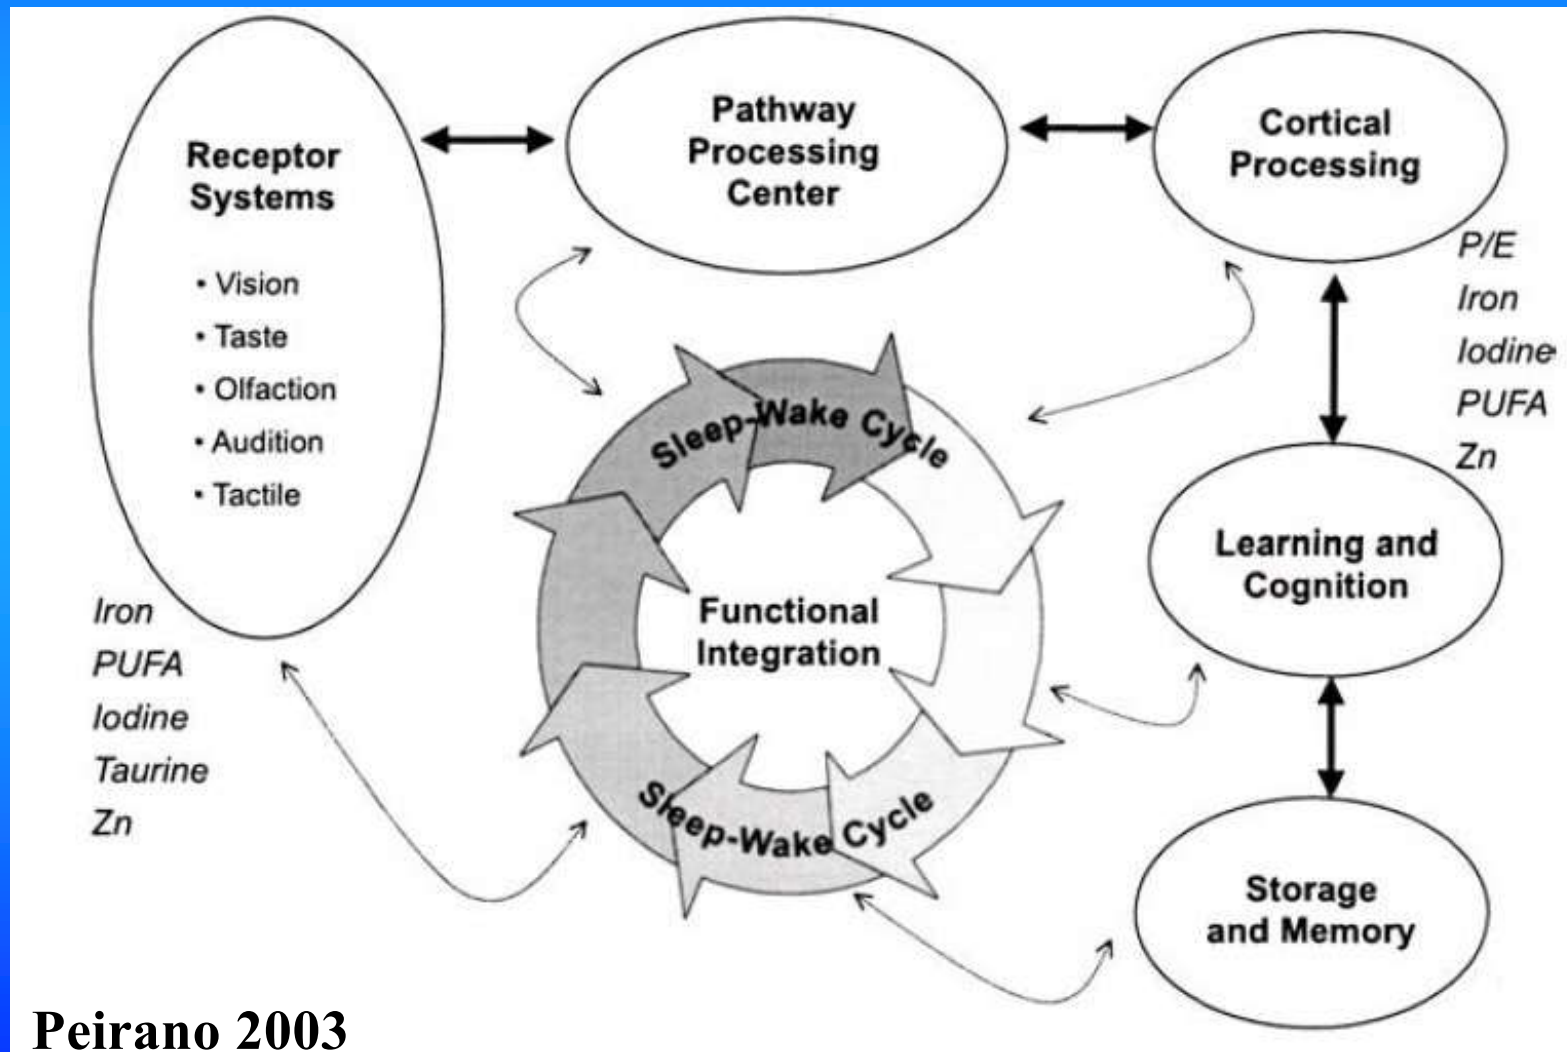 Receptor
Systems
• Vision
• Taste
• Olfaction
• Audition
• Tactile
Iron
PUFA
Iodine
Taurine
Zn
Pathway
Processing
Center
Cortical
Processing
P/E
Iron
Iodine
PUFA
Zn
Learning and
Cognition
Storage
and Memory
Sleep-Wake Cycle
Functional
Integration
Sleep-Wake Cycle
Peirano 2003